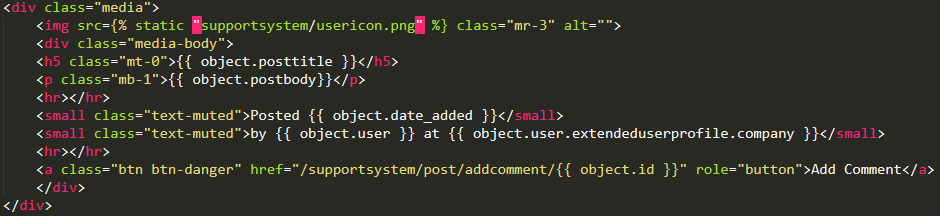 <div class="media">
    <img src={% static "supportsystem/usericon.png" %} class="mr-3" alt="">
    <div class="media-body">
    <h5 class="mt-0">{{ object.posttitle }}</h5>
    <p class="mb-1">{{ object.postbody}}</p>
    <hr></hr>
    <small class="text-muted">Posted {{ object.date_added }}</small>
    <small class="text-muted">by {{ object.user }} at {{ object.user.extendeduserprofile.company }}</small>
    <hr></hr>
    <a class="btn btn-danger" href="/supportsystem/post/addcomment/{{ object.id }}" role="button">Add Comment</a>
    </div>
</div>